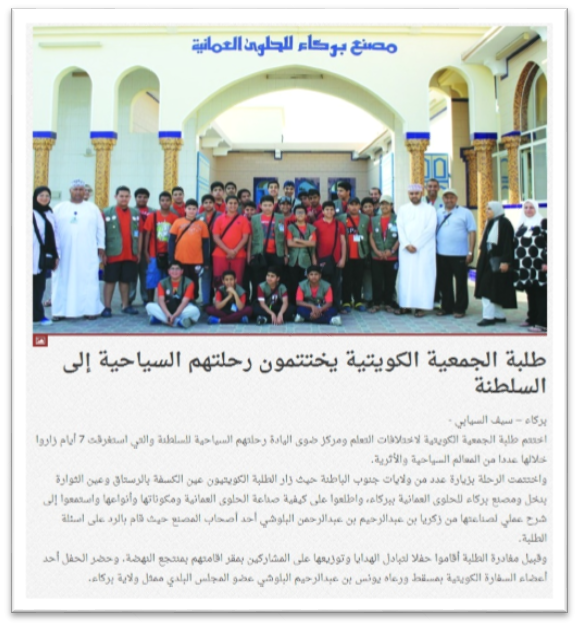 مصنع بركاء للحلوى العمانية
طلبة الجمعية الكويتية يختتمون رحلتهم السياحية إلى
السلطنة
بركاء – سيف السيابي -
اختتم طلبة الجمعية الكويتية لاختلافات التعلم ومركز ضوى اليادة رحلتهم السياحية للسلطنة والتي استغرقت 7 أيام زاروا
خلالها عددا من المعالم السياحية والأثرية.
واختتمت الرحلة بزيارة عدد من ولايات جنوب الباطنة حيث زار الطلبة الكويتيون عين الكسفة بالرستاق وعين الثوارة
بنخل ومصنع بركاء للحلوى العمانية ببركاء، واطلعوا على كيفية صناعة الحلوى العمانية ومكوناتها وأنواعها واستمعوا إلى
شرح عملي لصناعتها من زكريا بن عبدالرحيم بن عبدالرحمن البلوشي أحد أصحاب المصنع حيث قام بالرد على اسئلة
الطلبة.
وقبيل مغادرة الطلبة أقاموا حفلا لتبادل الهدايا وتوزيعها على المشاركين بمقر اقامتهم بمنتجع النهضة. وحضر الحفل أحد
أعضاء السفارة الكويتية بمسقط ورعاه يونس بن عبدالرحيم البلوشي عضو المجلس البلدي ممثل ولاية بركاء.